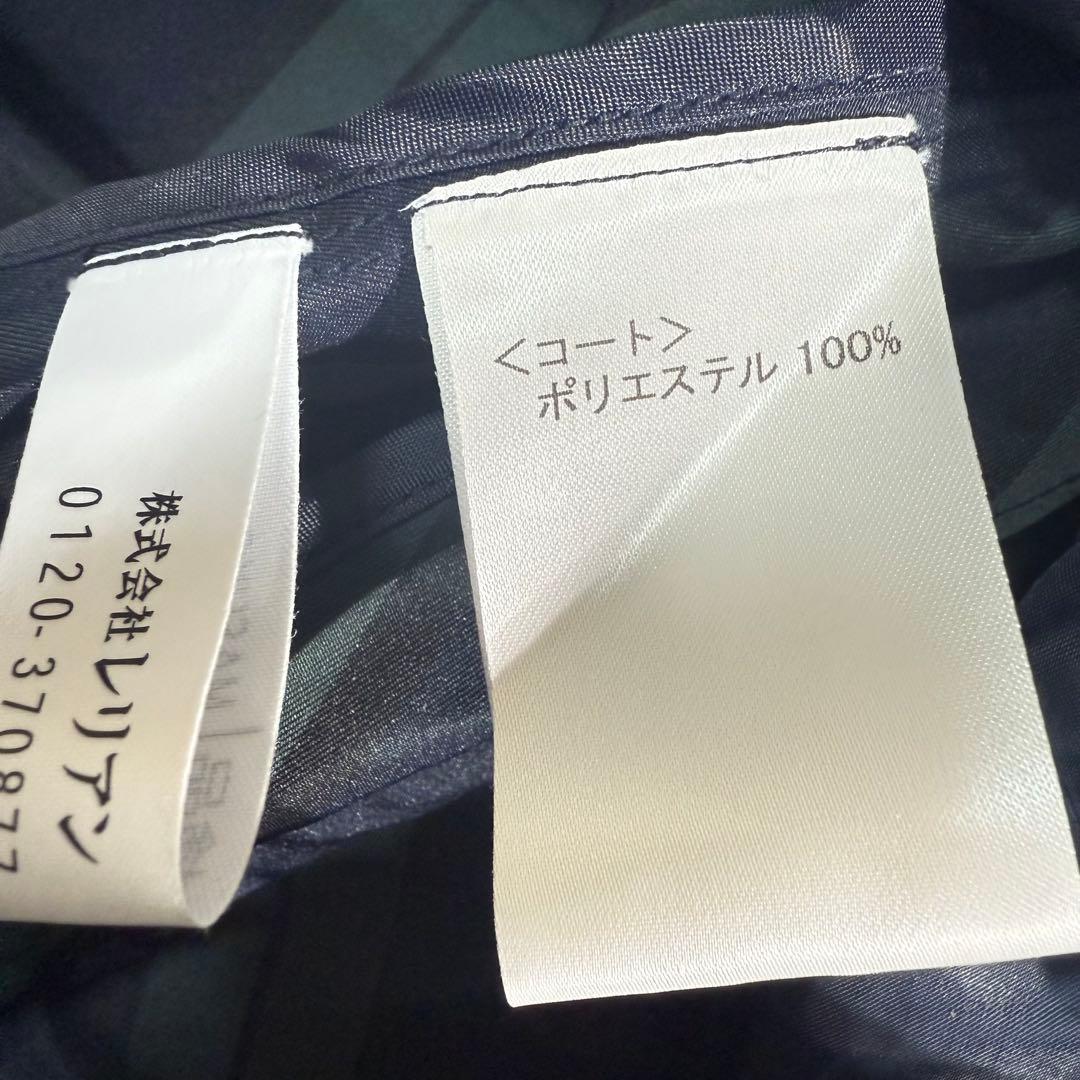 株式会社レリアン
0120-370877
＜コート＞
ポリエステル 100%